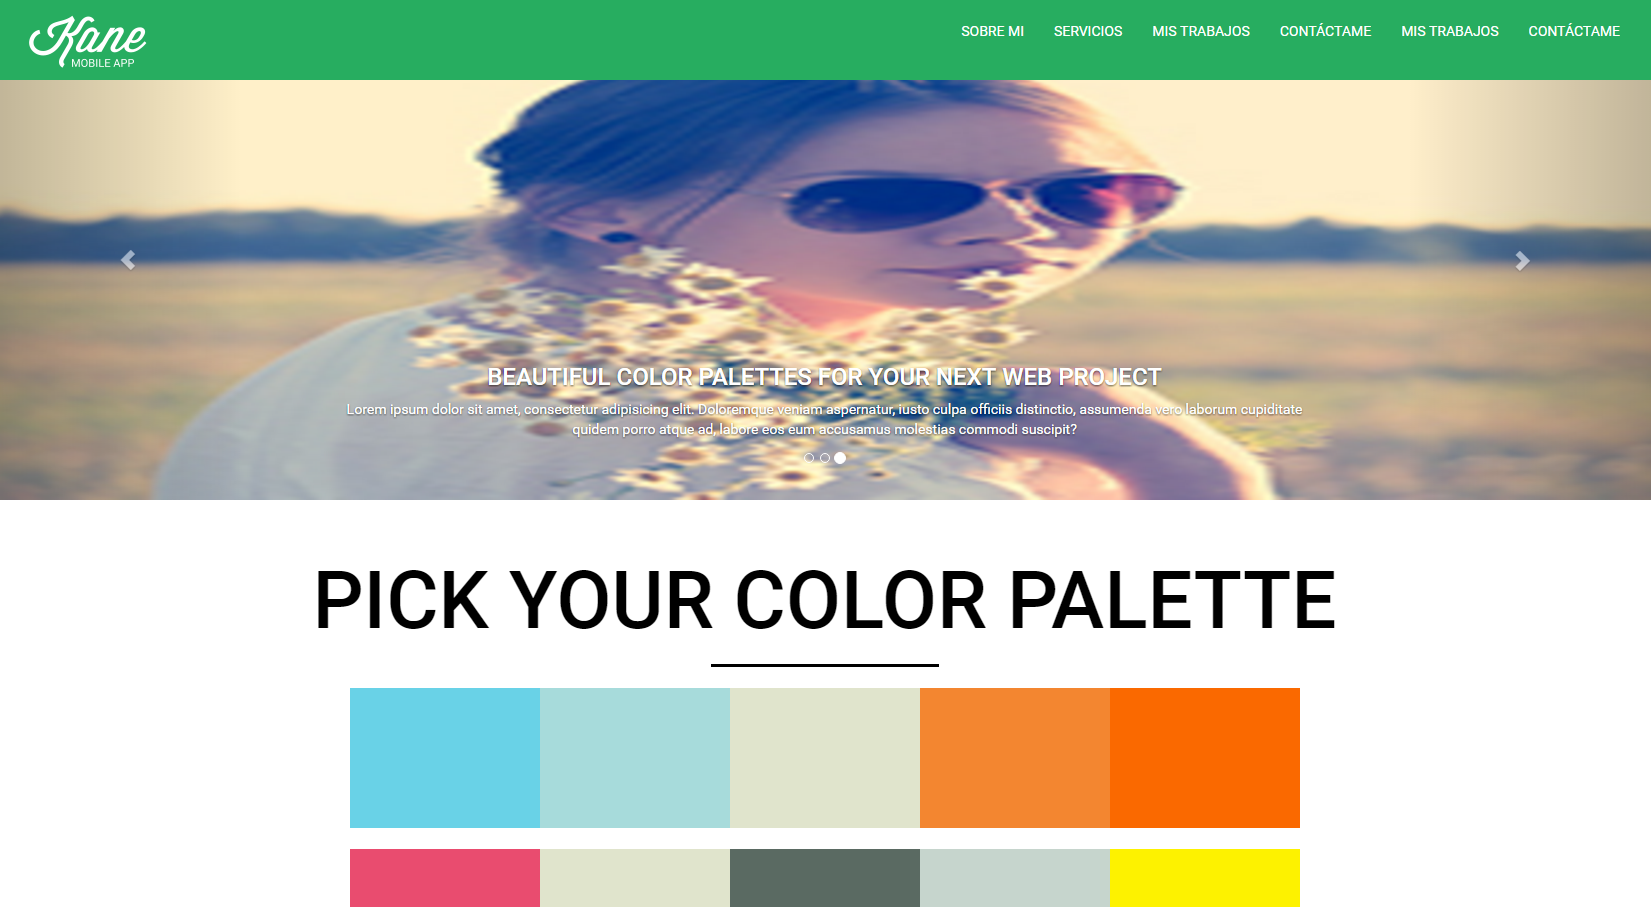 Kane
MOBILE APP
SOBRE MI SERVICIOS MIS TRABAJOS CONTÁCTAME MIS TRABAJOS CONTÁCTAME
BEAUTIFUL COLOR PALETTES FOR YOUR NEXT WEB PROJECT
Lorem ipsum dolor sit amet, consectetur adipisicing elit. Doloremque veniam aspernatur, iusto culpa officiis distinctio, assumenda vero laborum cupiditate
quidem porro atque ad, labore eos eum accusamus molestias commodi suscipit?
PICK YOUR COLOR PALETTE